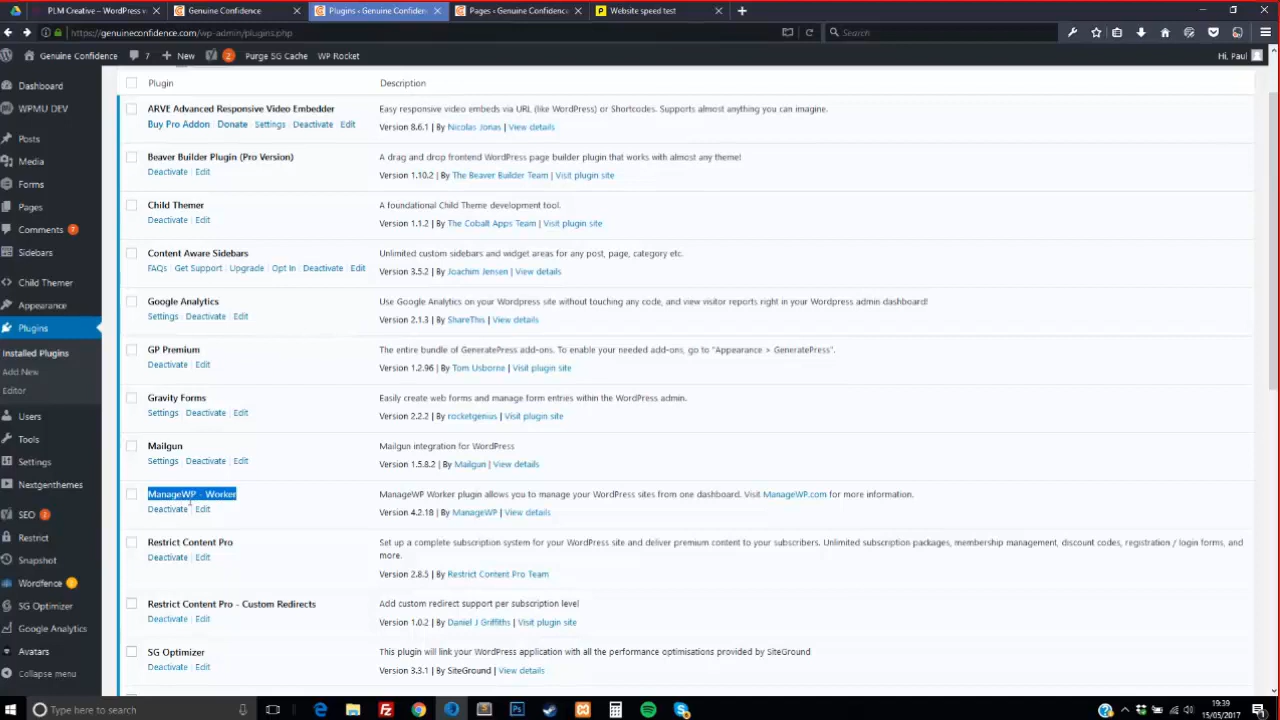 PLM Creative – WordPress v
Genuine Confidence
Plugins ‹ Genuine Confiden
Pages ‹ Genuine Confidence
Website speed test
https://genuineconfidence.com/wp-admin/plugins.php
Search
Genuine Confidence
7
New
2
Purge SG Cache
WP Rocket
Hi, Paul
Dashboard
WPMU DEV
Posts
Media
Forms
Pages
Comments 7
Sidebars
Child Themer
Appearance
Plugins
Installed Plugins
Add New
Editor
Users
Tools
Settings
Nextgenthemes
SEO 2
Restrict
Snapshot
Wordfence
SG Optimizer
Google Analytics
Avatars
Collapse menu
Plugin
Description
ARVE Advanced Responsive Video Embedder
Buy Pro Addon | Donate | Settings | Deactivate | Edit
Easy responsive video embeds via URL (like WordPress) or Shortcodes. Supports almost anything you can imagine.
Version 8.6.1 | By Nicolas Jonas | View details
Beaver Builder Plugin (Pro Version)
Deactivate | Edit
A drag and drop frontend WordPress page builder plugin that works with almost any theme!
Version 1.10.2 | By The Beaver Builder Team | Visit plugin site
Child Themer
Deactivate | Edit
A foundational Child Theme development tool.
Version 1.1.2 | By The Cobalt Apps Team | Visit plugin site
Content Aware Sidebars
FAQs | Get Support | Upgrade | Opt In | Deactivate | Edit
Unlimited custom sidebars and widget areas for any post, page, category etc.
Version 3.5.2 | By Joachim Jensen | View details
Google Analytics
Settings | Deactivate | Edit
Use Google Analytics on your Wordpress site without touching any code, and view visitor reports right in your Wordpress admin dashboard!
Version 2.1.3 | By ShareThis | View details
GP Premium
Deactivate | Edit
The entire bundle of GeneratePress add-ons. To enable your needed add-ons, go to "Appearance > GeneratePress".
Version 1.2.96 | By Tom Usborne | Visit plugin site
Gravity Forms
Settings | Deactivate | Edit
Easily create web forms and manage form entries within the WordPress admin.
Version 2.2.2 | By rocketgenius | Visit plugin site
Mailgun
Settings | Deactivate | Edit
Mailgun integration for WordPress
Version 1.5.8.2 | By Mailgun | View details
ManageWP - Worker
Deactivate | Edit
ManageWP Worker plugin allows you to manage your WordPress sites from one dashboard. Visit ManageWP.com for more information.
Version 4.2.18 | By ManageWP | View details
Restrict Content Pro
Deactivate | Edit
Set up a complete subscription system for your WordPress site and deliver premium content to your subscribers. Unlimited subscription packages, membership management, discount codes, registration / login forms, and
more.
Version 2.8.5 | By Restrict Content Pro Team
Restrict Content Pro - Custom Redirects
Deactivate | Edit
Add custom redirect support per subscription level
Version 1.0.2 | By Daniel J Griffiths | Visit plugin site
SG Optimizer
Deactivate | Edit
This plugin will link your WordPress application with all the performance optimisations provided by SiteGround
Version 3.3.1 | By SiteGround | View details
Type here to search
19:39
15/05/2017